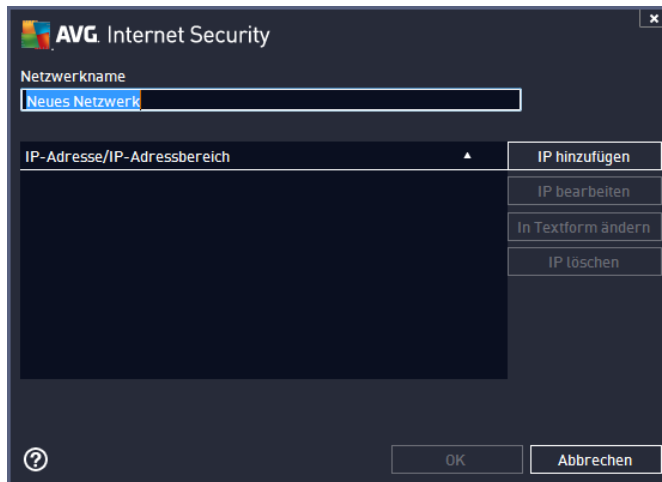 AVG. Internet Security
Netzwerkname
Neues Netzwerk
IP-Adresse/IP-Adressbereich
IP hinzufügen
IP bearbeiten
In Textform ändern
IP löschen
OK
Abbrechen